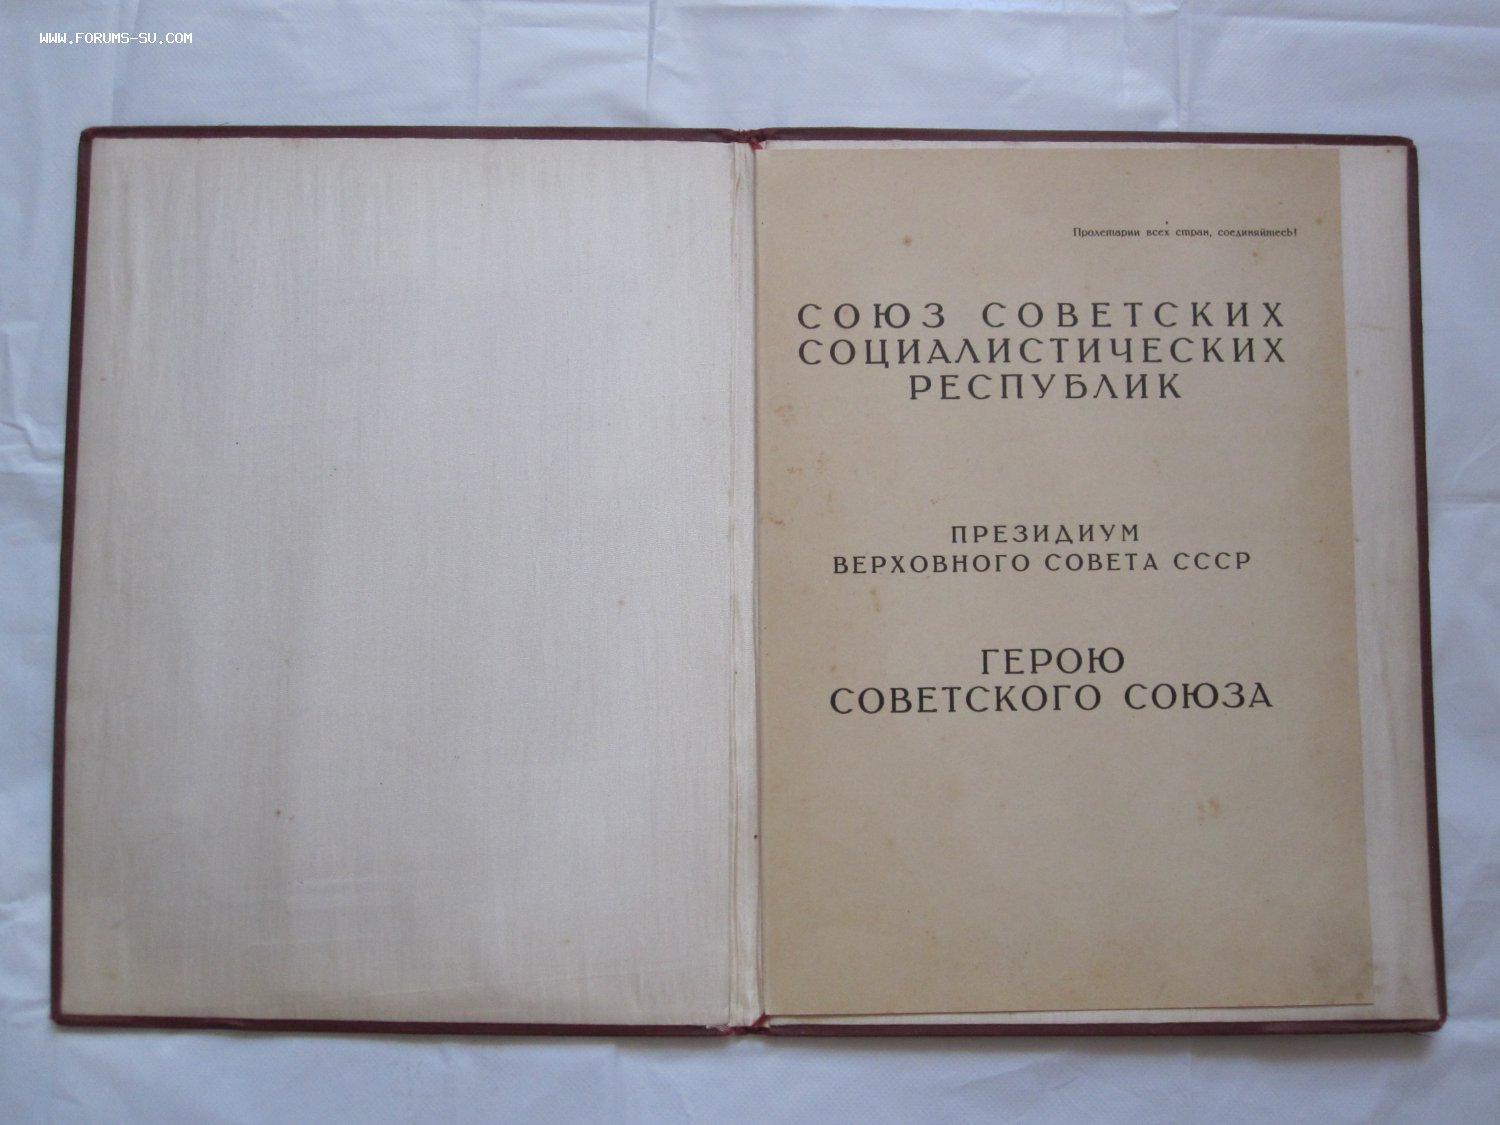 WWW.FORUMS-SU.COM
Пролетарии всех стран, соединяйтесь!
СОЮЗ СОВЕТСКИХ
СОЦИАЛИСТИЧЕСКИХ
РЕСПУБЛИК
ПРЕЗИДИУМ
ВЕРХОВНОГО СОВЕТА СССР
ГЕРОЮ
СОВЕТСКОГО СОЮЗА